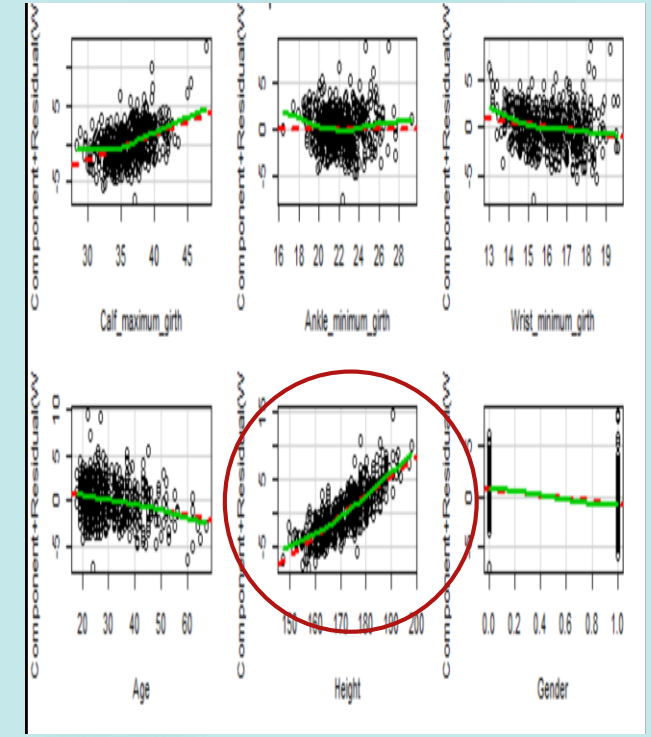 Component+Residual(W
5
-5
30 35 40 45
Calf_maximum_girth
Component+Residual(W
5
0
-5
16 18 20 22 24 26 28
Ankle_minimum_girth
Component+Residual(W
5
0
-5
13 14 15 16 17 18 19
Wrist_minimum_girth
Component+Residual(W
10
5
0
-5
20 30 40 50 60
Age
Component+Residual(W
15
5
-5
150 160 170 180 190 200
Height
Component+Residual(W
5
0
-5
0.0 0.2 0.4 0.6 0.8 1.0
Gender